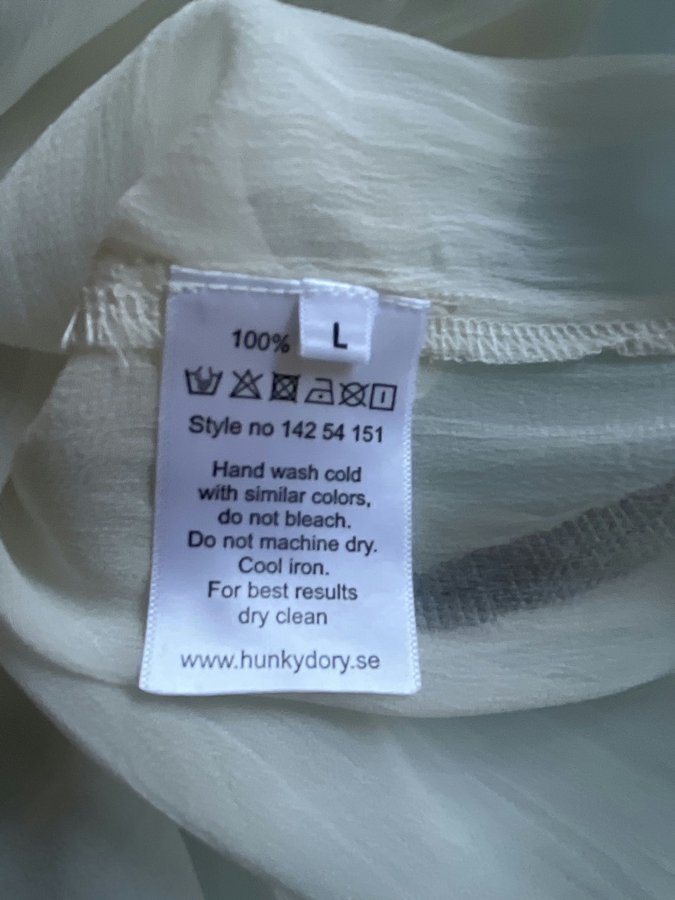 100% L
Style no 142 54 151
Hand wash cold
with similar colors,
do not bleach.
Do not machine dry.
Cool iron.
For best results
dry clean
www.hunkydory.se